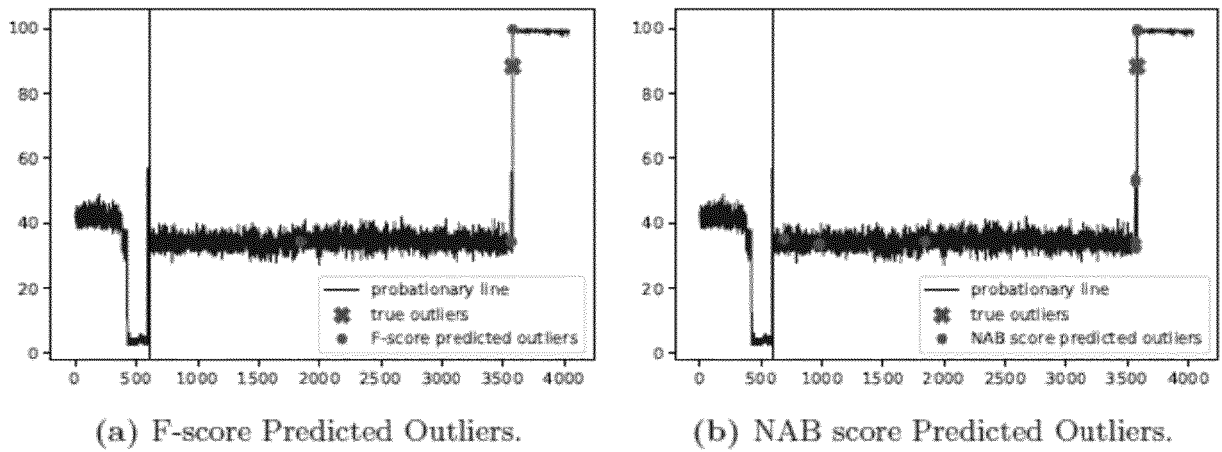 100
80
60
40
20
0
probationary line
true outliers
F-score predicted outliers
0 500 1000 1500 2000 2500 3000 3500 4000
(a) F-score Predicted Outliers.
100
80
60
40
20
0
probationary line
true outliers
NAB score predicted outliers
0 500 1000 1500 2000 2500 3000 3500 4000
(b) NAB score Predicted Outliers.